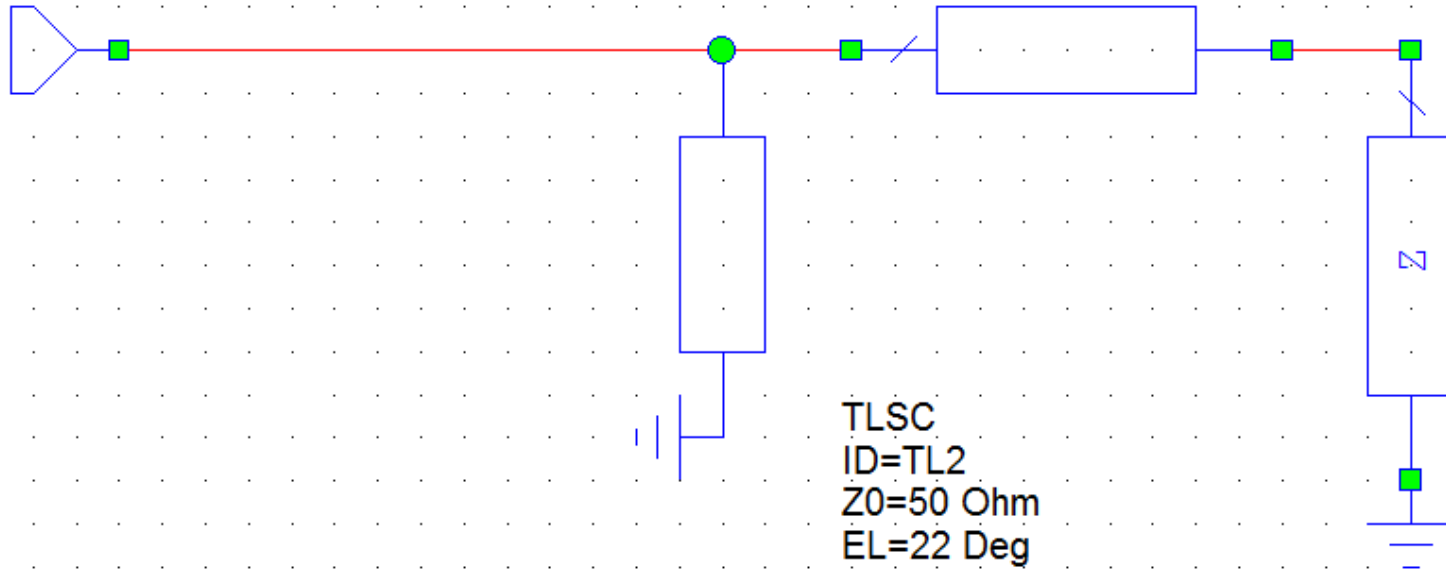 Z
TLSC
ID=TL2
Z0=50 Ohm
EL=22 Deg